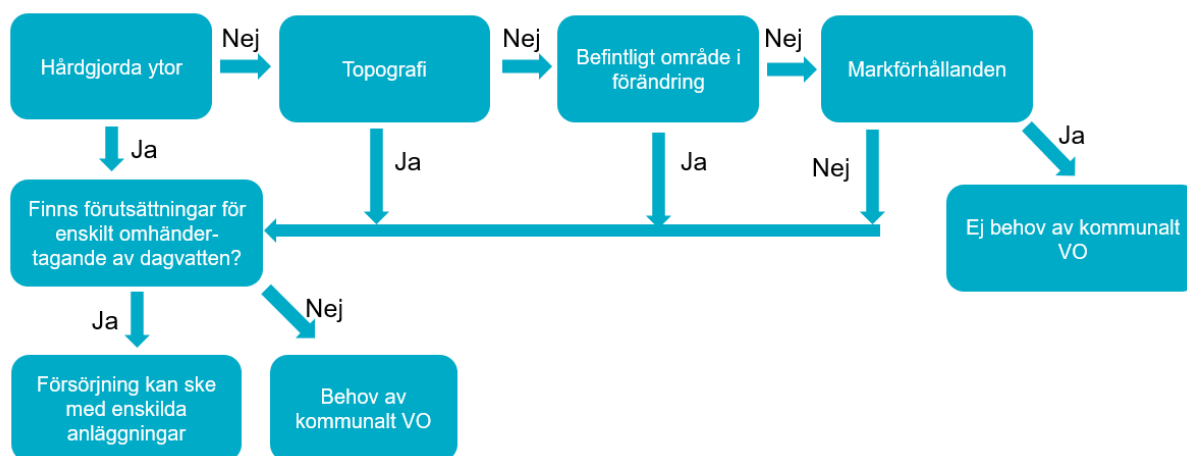 Hårdgjorda ytor
Nej
Topografi
Nej
Befintligt område i
förändring
Nej
Markförhållanden
Ja
Ja
Ja
Nej
Ja
Finns förutsättningar för
enskilt omhänder-
tagande av dagvatten?
Ej behov av kommunalt
VO
Ja
Nej
Försörjning kan ske
med enskilda
anläggningar
Behov av
kommunalt VO